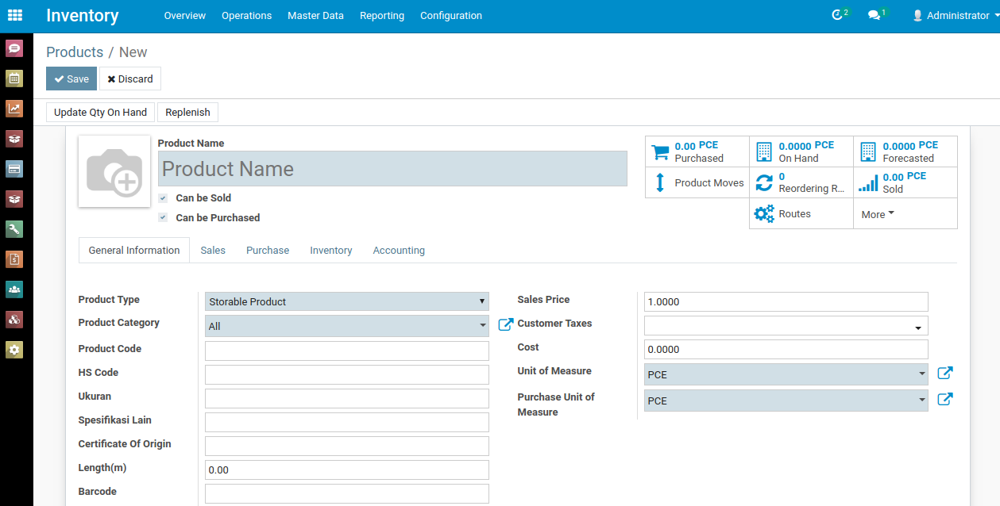 Inventory Overview Operations Master Data Reporting Configuration 2 1 Administrator
Products / New
Save Discard
Update Qty On Hand Replenish
Product Name
Product Name
Can be Sold
Can be Purchased
0.00 PCE
Purchased
0.0000 PCE
On Hand
0.0000 PCE
Forecasted
Product Moves
0
Reordering R...
0.00 PCE
Sold
Routes
More
General Information Sales Purchase Inventory Accounting
Product Type Storable Product
Product Category All
Product Code
HS Code
Ukuran
Spesifikasi Lain
Certificate Of Origin
Length(m) 0.00
Barcode
Sales Price 1.0000
Customer Taxes
Cost 0.0000
Unit of Measure PCE
Purchase Unit of
Measure PCE